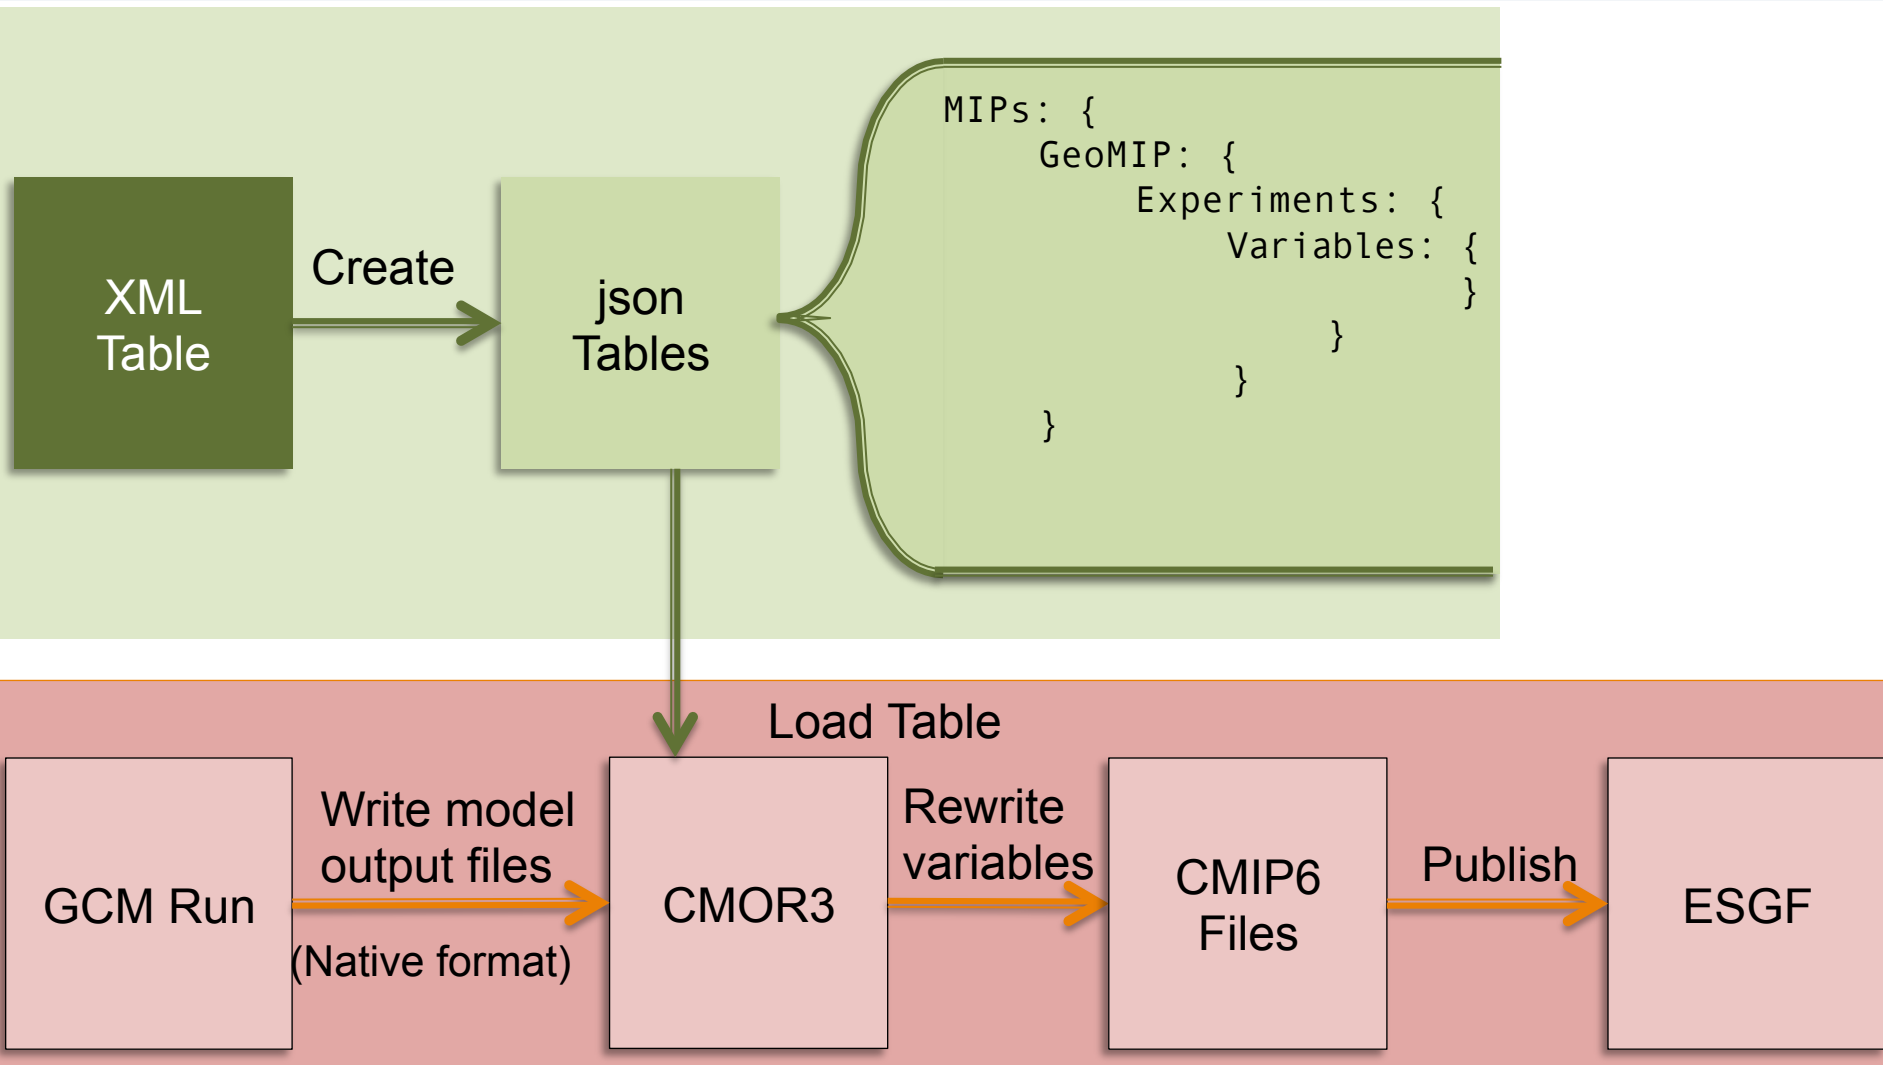 MIPs: {
GeoMIP: {
Experiments: {
Variables: {
}
}
}
}
XML
Table
Create
json
Tables
Load Table
GCM Run
Write model
output files
(Native format)
CMOR3
Rewrite
variables
CMIP6
Files
Publish
ESGF